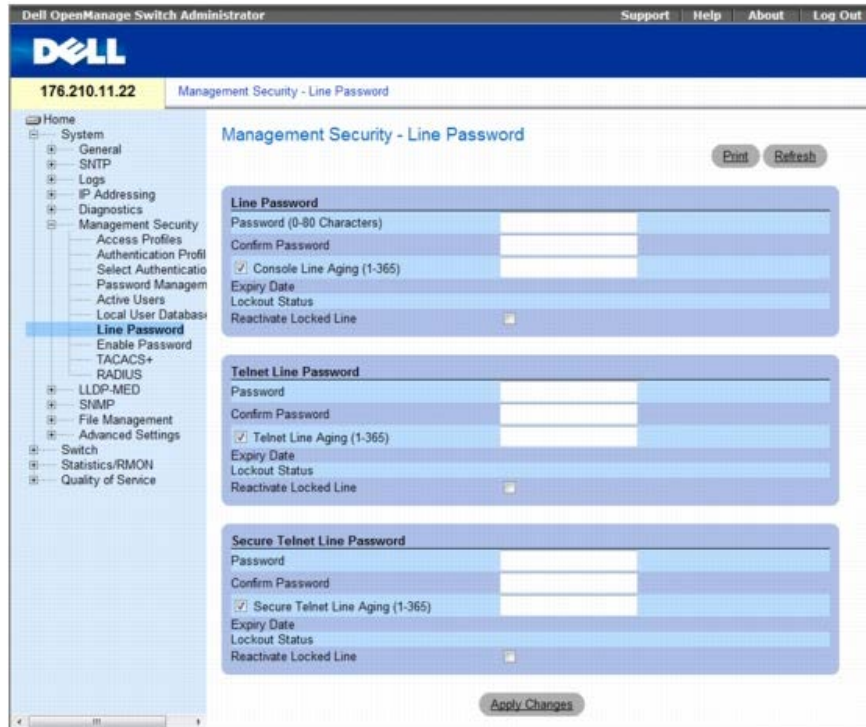 Dell OpenManage Switch Administrator
Support Help About Log Out
DELL
176.210.11.22
Management Security - Line Password
Home
System
General
SNTP
Logs
IP Addressing
Diagnostics
Management Security
Access Profiles
Authentication Profil
Select Authenticatio
Password Managem
Active Users
Local User Databas
Line Password
Enable Password
TACACS+
RADIUS
LLDP-MED
SNMP
File Management
Advanced Settings
Switch
Statistics/RMON
Quality of Service
Management Security - Line Password
Print Refresh
Line Password
Password (0-80 Characters)
Confirm Password
Console Line Aging (1-365)
Expiry Date
Lockout Status
Reactivate Locked Line
Telnet Line Password
Password
Confirm Password
Telnet Line Aging (1-365)
Expiry Date
Lockout Status
Reactivate Locked Line
Secure Telnet Line Password
Password
Confirm Password
Secure Telnet Line Aging (1-365)
Expiry Date
Lockout Status
Reactivate Locked Line
Apply Changes